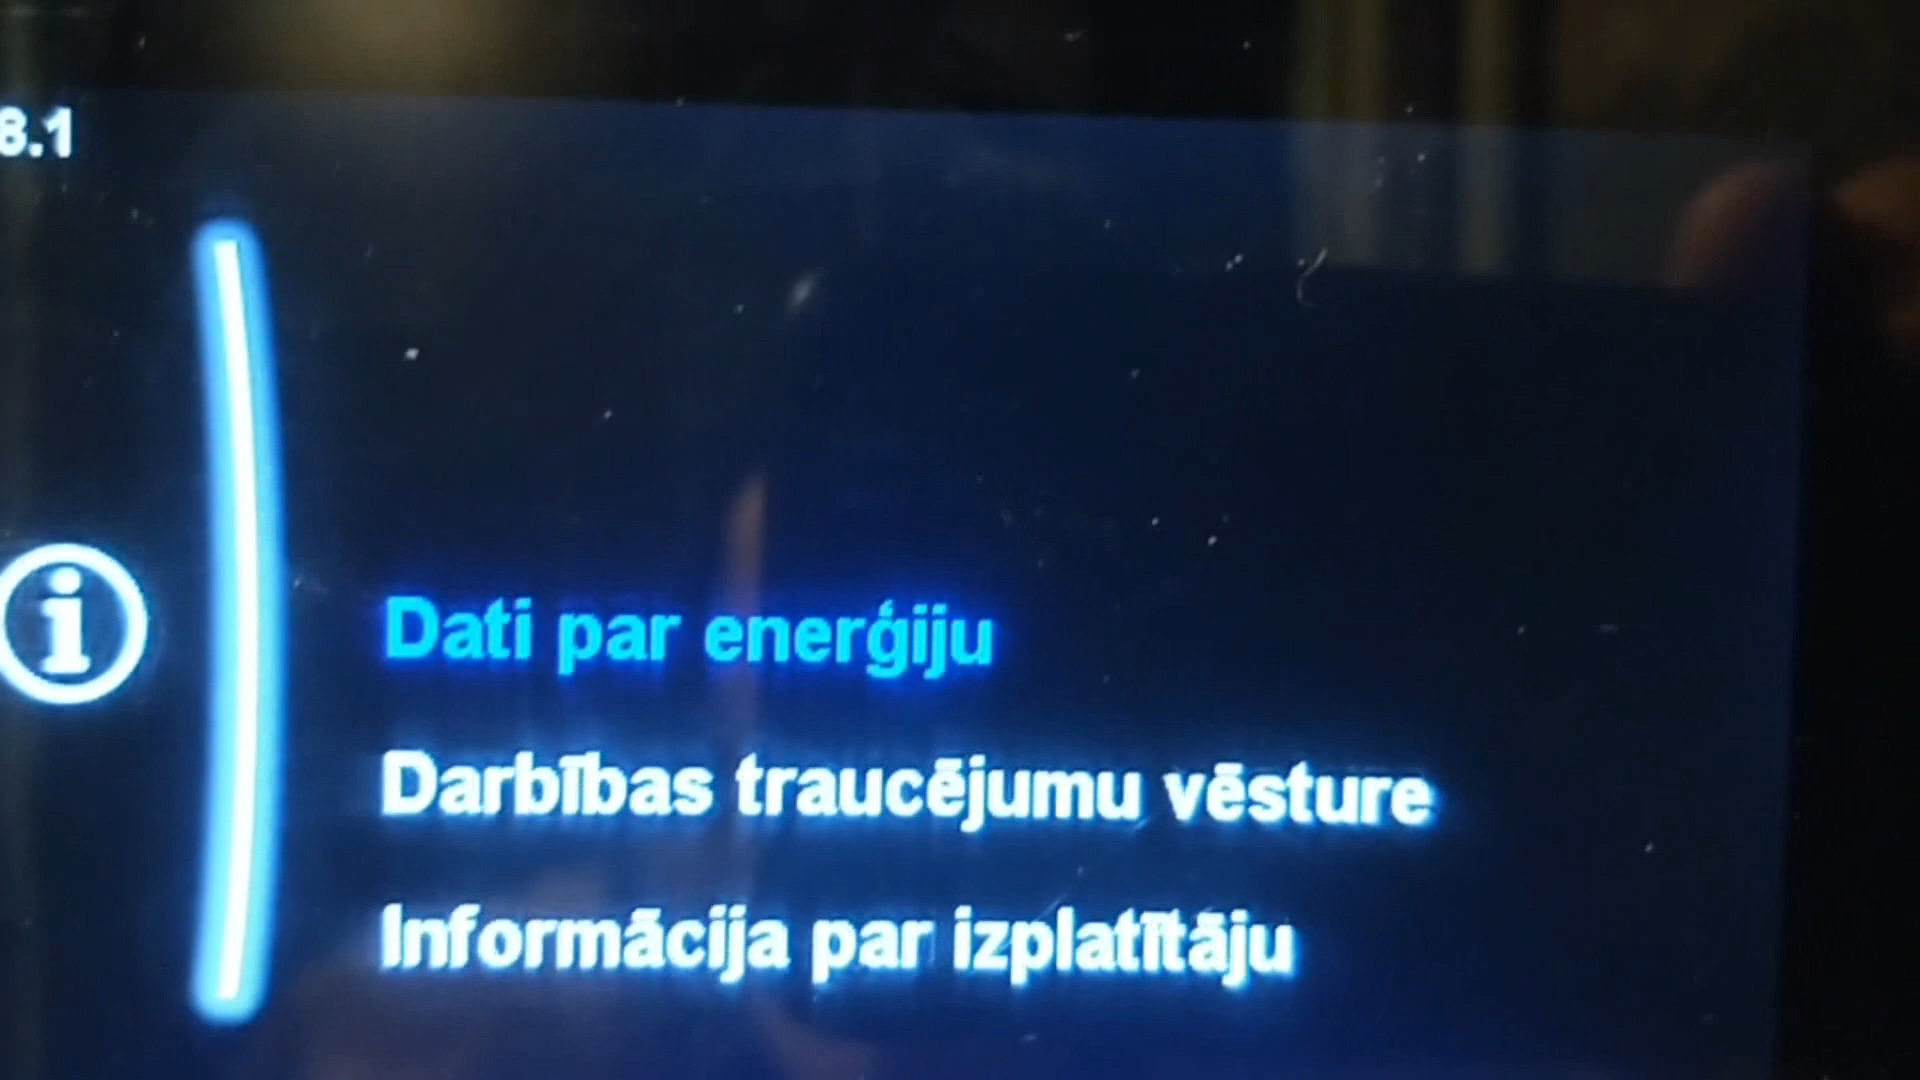 8.1
Dati par enerģiju
Darbības traucējumu vēsture
Informācija par izplatītāju